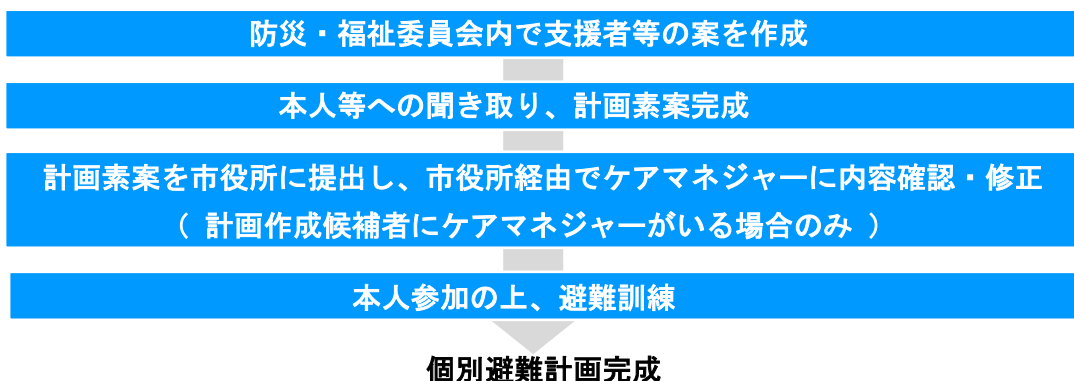 防災・福祉委員会内で支援者等の案を作成
本人等への聞き取り、計画素案完成
計画素案を市役所に提出し、市役所経由でケアマネジャーに内容確認・修正
（ 計画作成候補者にケアマネジャーがいる場合のみ ）
本人参加の上、避難訓練
個別避難計画完成